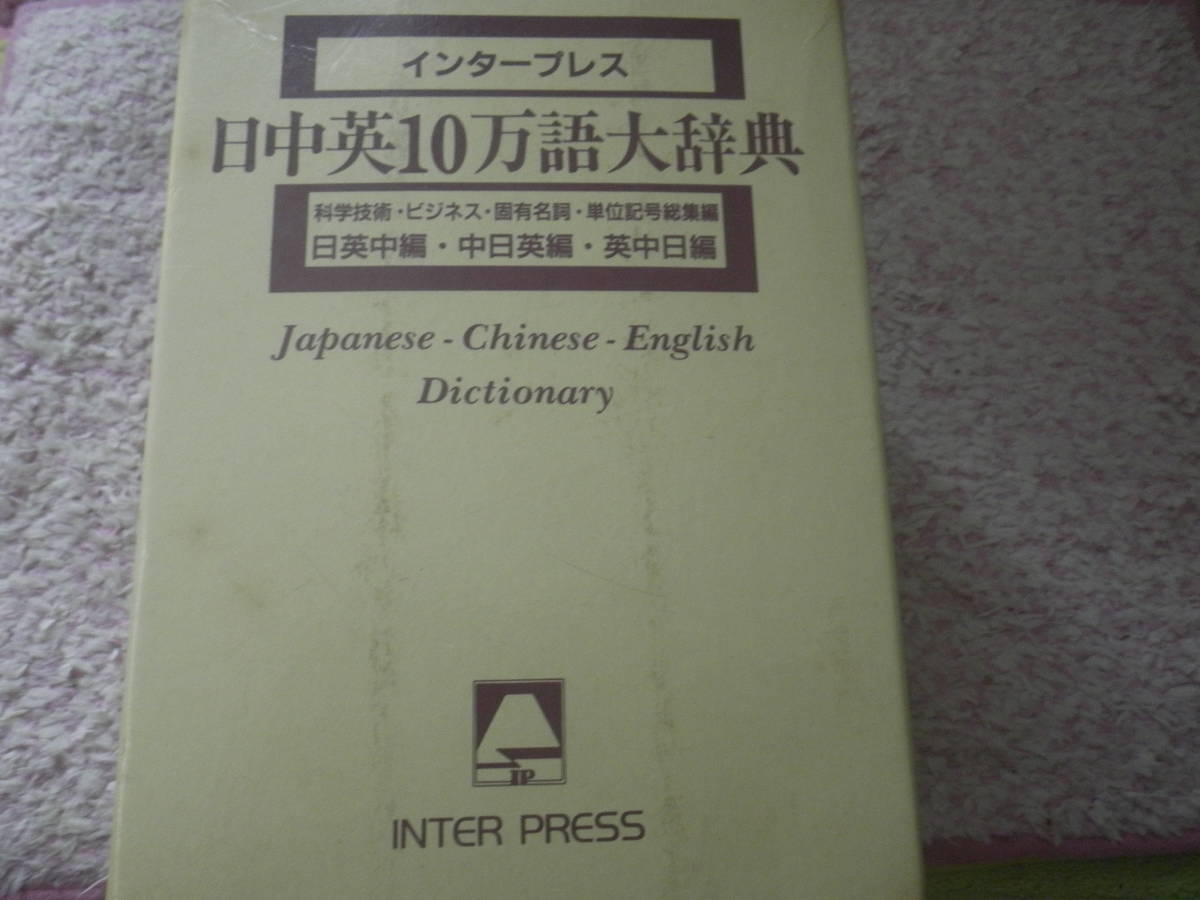 インタープレス
日中英10万語大辞典
科学技術・ビジネス・固有名詞・単位記号総集編
日英中編・中日英編・英中日編
Japanese - Chinese - English
Dictionary
IP
INTER PRESS